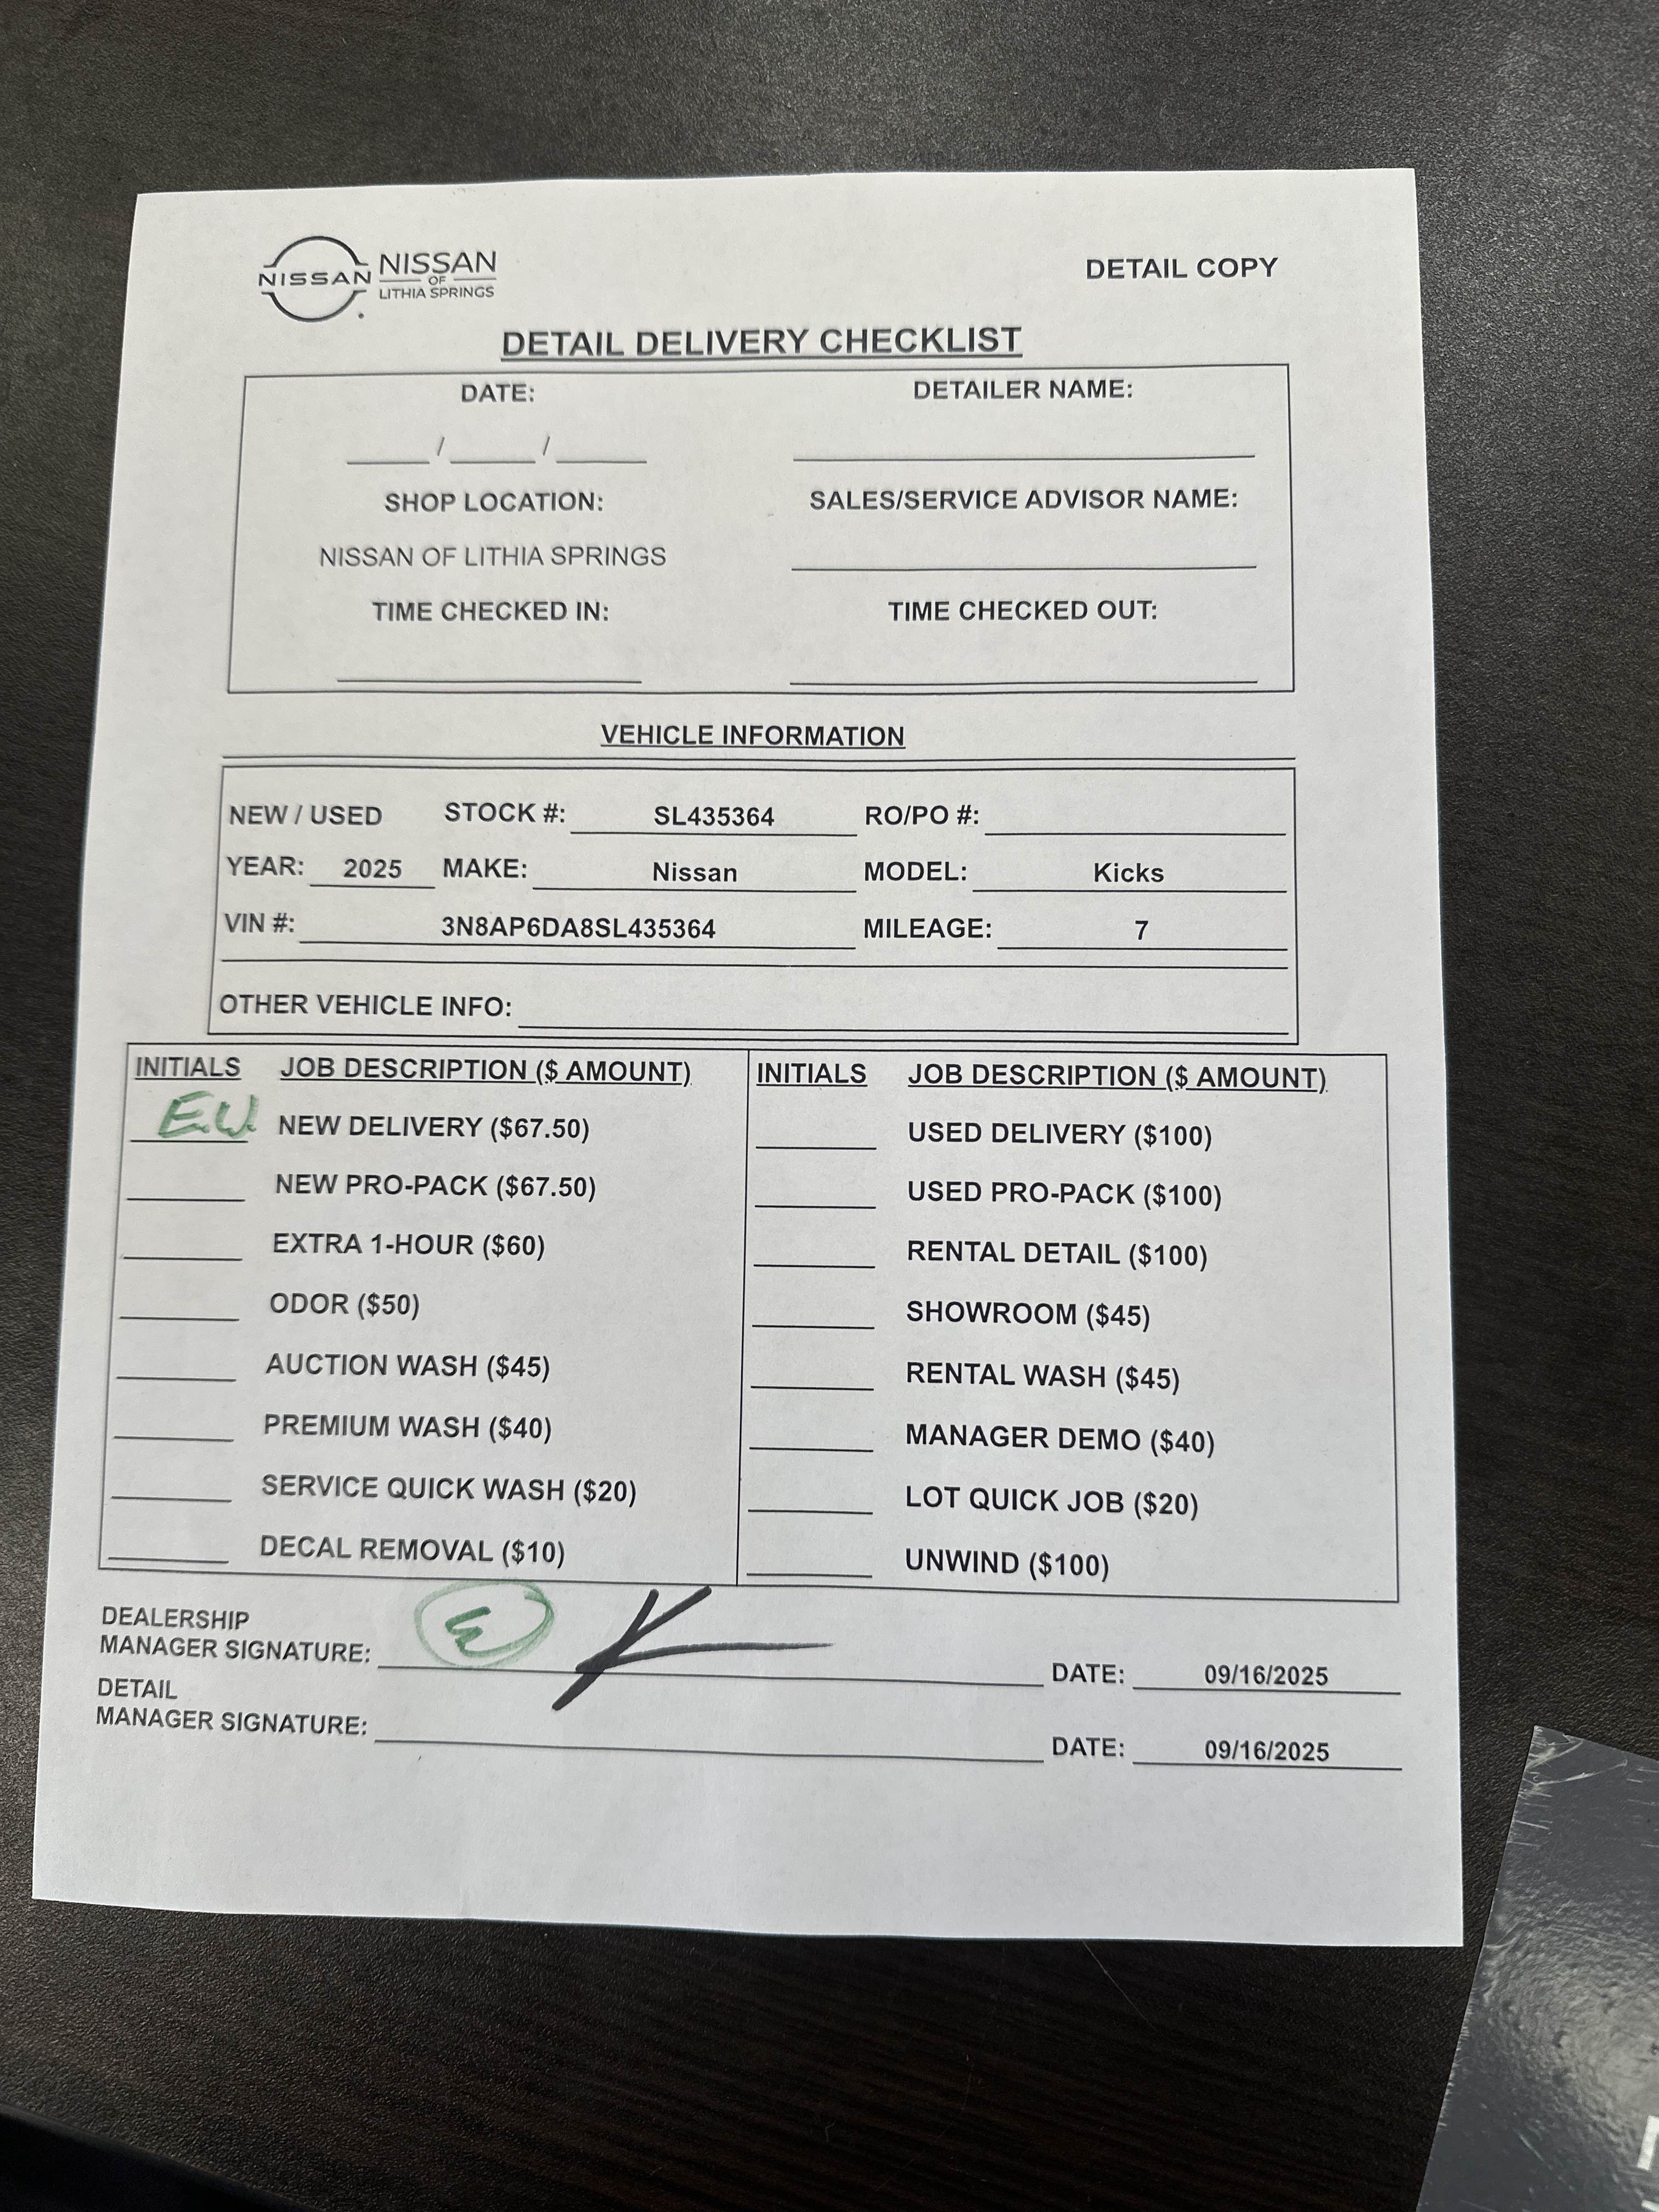 NISSAN NISSAN
OF
LITHIA SPRINGS
DETAIL COPY
DETAIL DELIVERY CHECKLIST
DATE: DETAILER NAME:
____ / ____ / ____
SHOP LOCATION: SALES/SERVICE ADVISOR NAME:
NISSAN OF LITHIA SPRINGS
TIME CHECKED IN: TIME CHECKED OUT:
VEHICLE INFORMATION
NEW / USED STOCK #: SL435364 RO/PO #:
YEAR: 2025 MAKE: Nissan MODEL: Kicks
VIN #: 3N8AP6DA8SL435364 MILEAGE: 7
OTHER VEHICLE INFO:
INITIALS JOB DESCRIPTION ($ AMOUNT) INITIALS JOB DESCRIPTION ($ AMOUNT)
E.W. NEW DELIVERY ($67.50) USED DELIVERY ($100)
NEW PRO-PACK ($67.50) USED PRO-PACK ($100)
EXTRA 1-HOUR ($60) RENTAL DETAIL ($100)
ODOR ($50) SHOWROOM ($45)
AUCTION WASH ($45) RENTAL WASH ($45)
PREMIUM WASH ($40) MANAGER DEMO ($40)
SERVICE QUICK WASH ($20) LOT QUICK JOB ($20)
DECAL REMOVAL ($10) UNWIND ($100)
DEALERSHIP
MANAGER SIGNATURE: DATE: 09/16/2025
DETAIL
MANAGER SIGNATURE: DATE: 09/16/2025